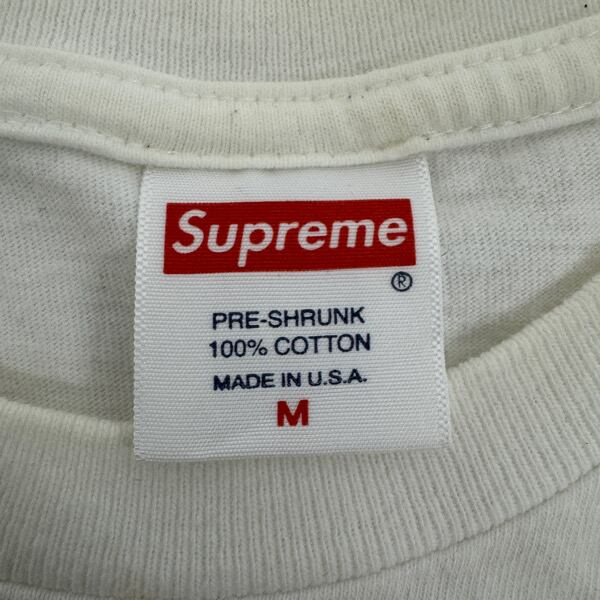 Supreme
®
PRE-SHRUNK
100% COTTON
MADE IN U.S.A.
M